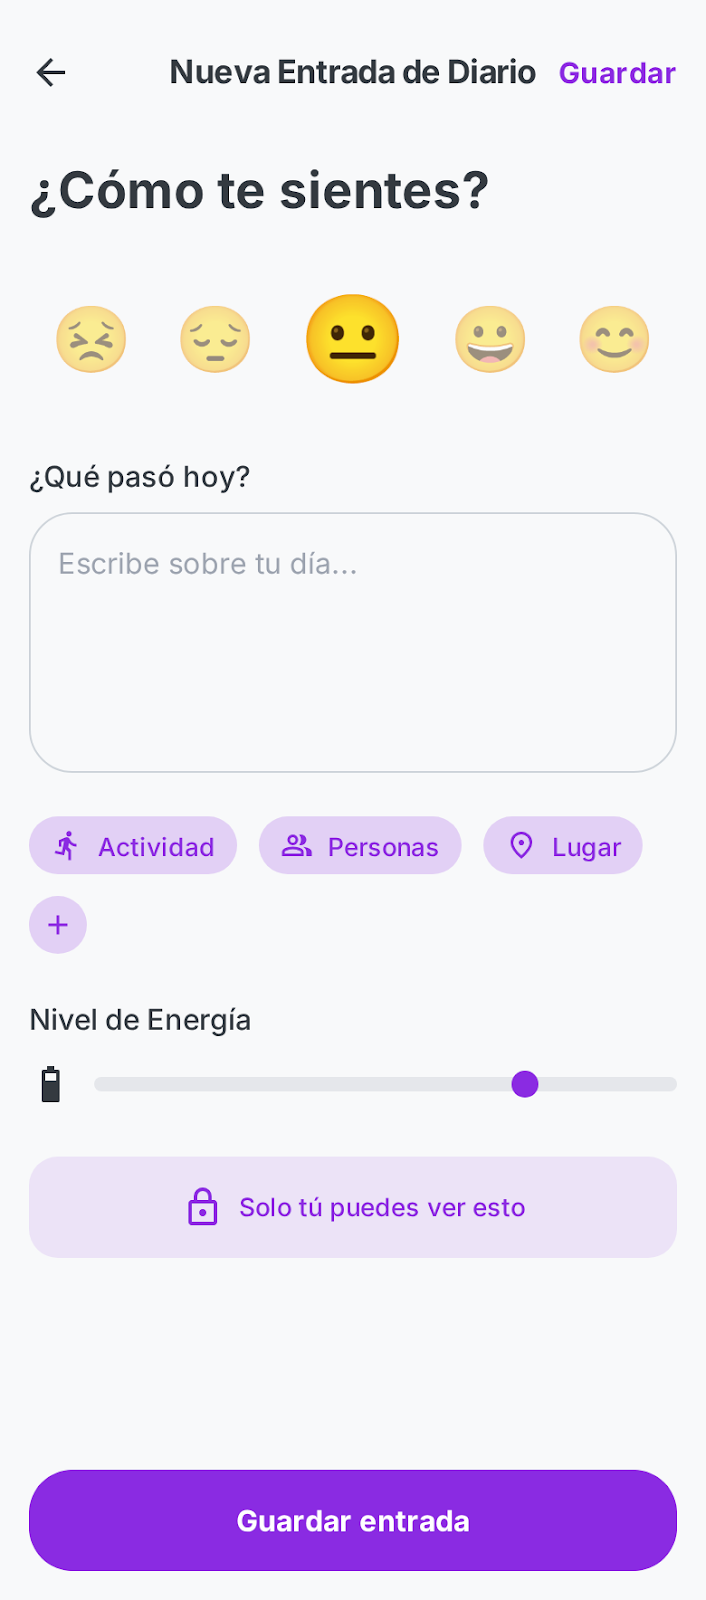 Nueva Entrada de Diario Guardar
¿Cómo te sientes?
¿Qué pasó hoy?
Escribe sobre tu día...
Actividad Personas Lugar
+
Nivel de Energía
Solo tú puedes ver esto
Guardar entrada